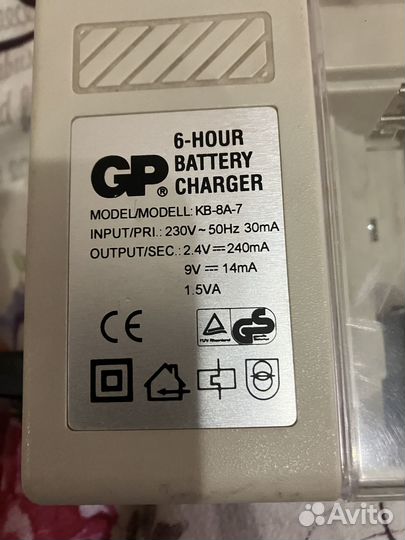 6-HOUR
GP® BATTERY
CHARGER
MODEL/MODELL: KB-8A-7
INPUT/PRI.: 230V ~ 50Hz 30mA
OUTPUT/SEC.: 2.4V ⎓ 240mA
9V ⎓ 14mA
1.5VA
CE
TÜV Rheinland
GS
Avito